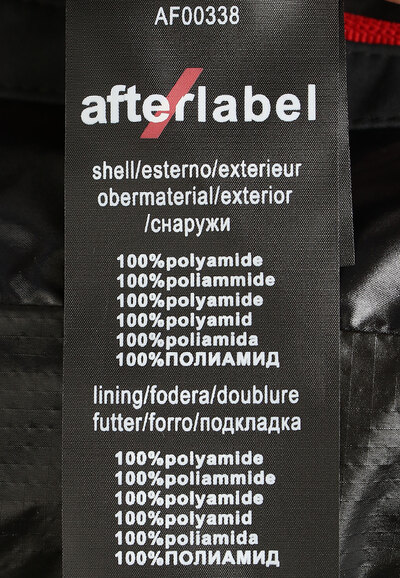 AF00338
afterlabel
shell/esterno/exterieur
obermaterial/exterior
/снаружи
100%polyamide
100%poliammide
100%polyamide
100%polyamid
100%poliamida
100%ПОЛИАМИД
lining/fodera/doublure
futter/forro/подкладка
100%polyamide
100%poliammide
100%polyamide
100%polyamid
100%poliamida
100%ПОЛИАМИД